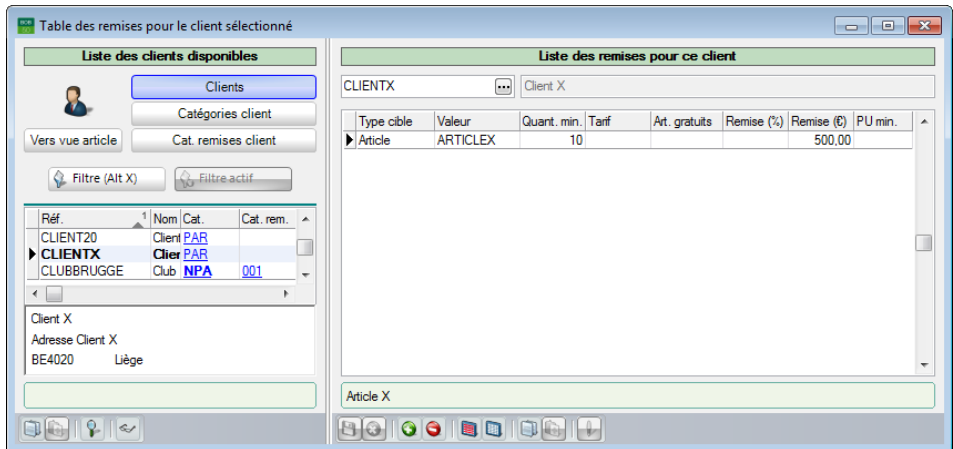 Table des remises pour le client sélectionné
Liste des clients disponibles
Clients
Catégories client
Vers vue article
Cat. remises client
Filtre (Alt X)
Filtre actif
Réf. 1 Nom Cat. Cat. rem.
CLIENT20 Client PAR
CLIENTX Clier PAR
CLUBBRUGGE Club NPA 001
Client X
Adresse Client X
BE4020 Liège
Liste des remises pour ce client
CLIENTX ... Client X
Type cible Valeur Quant. min. Tarif Art. gratuits Remise (%) Remise (€) PU min.
Article ARTICLEX 10 500,00
Article X